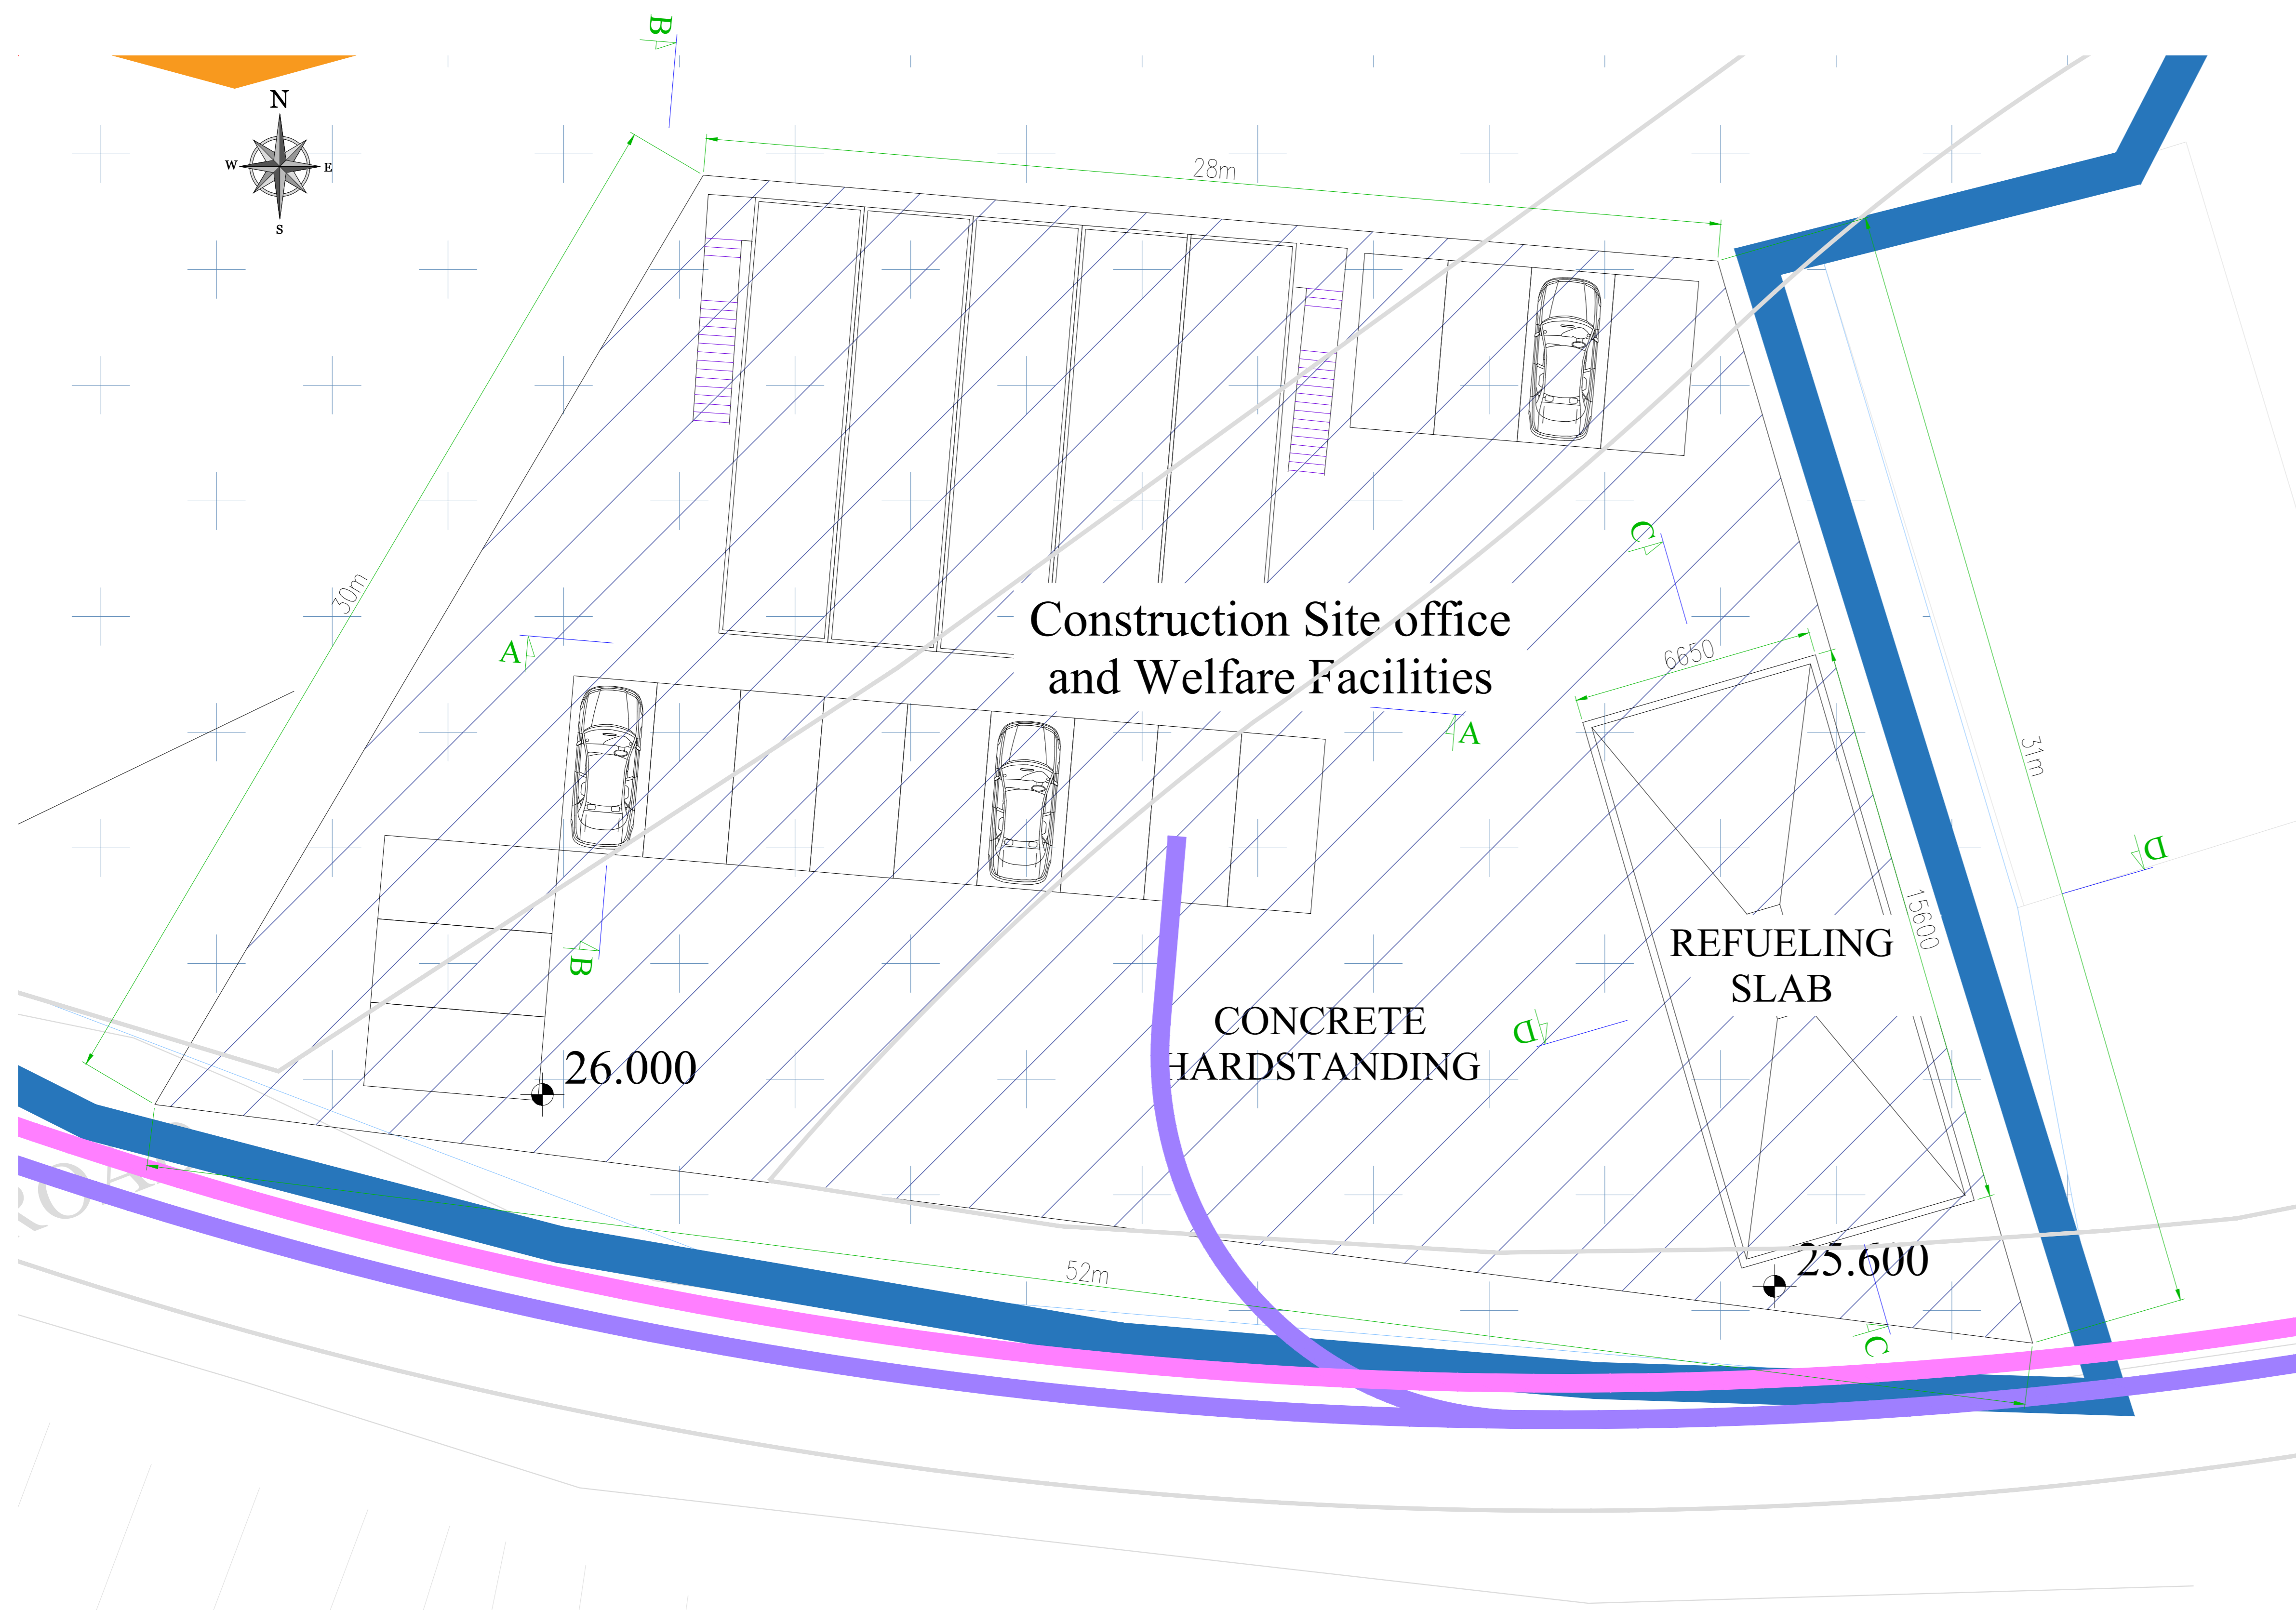 B
N
W
E
S
28m
30m
C
Construction Site office
and Welfare Facilities
A
6650
A
31m
D
15600
REFUELING
SLAB
B
CONCRETE
HARDSTANDING
D
26.000
25.600
52m
C